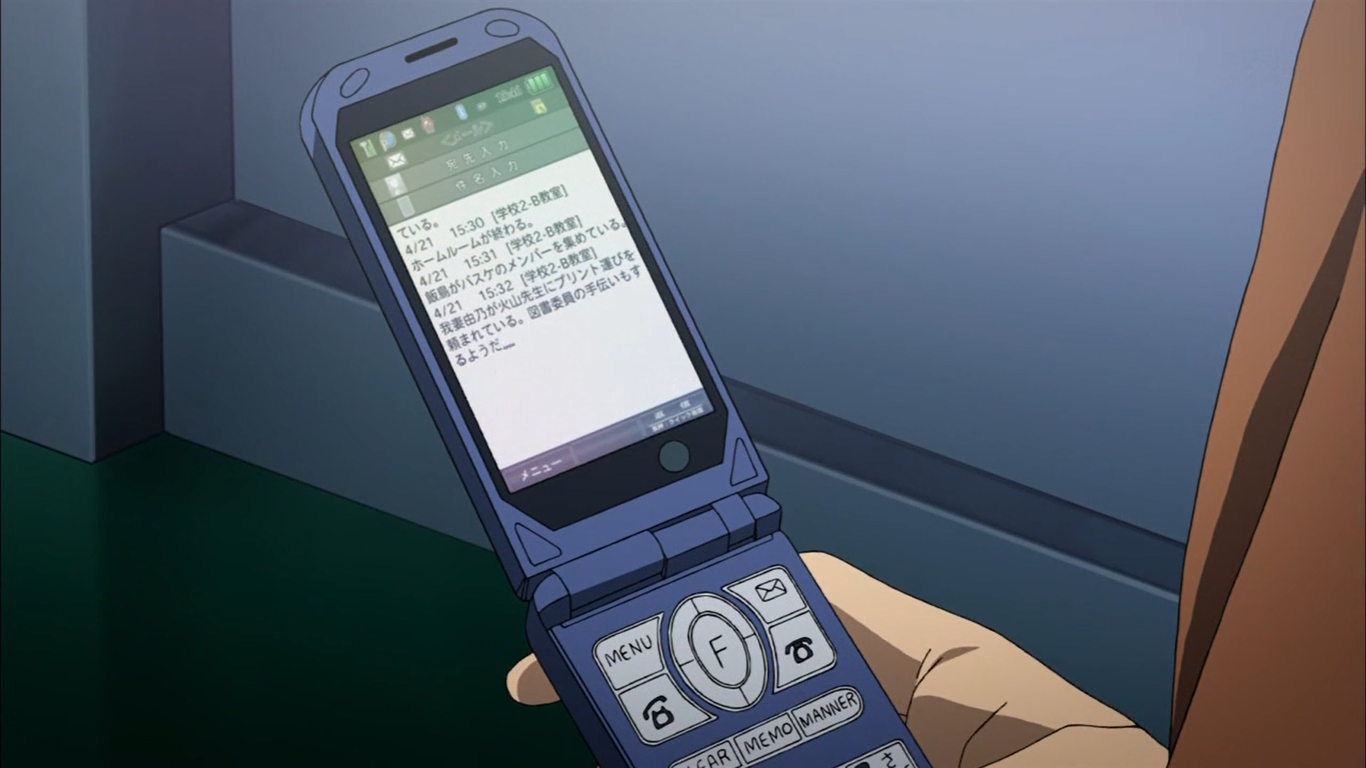 <メール>
宛先入力
件名入力
ている。
4/21 15:30 [学校2-B教室]
ホームルームが終わる。
4/21 15:31 [学校2-B教室]
飯島がバスケのメンバーを集めている。
4/21 15:32 [学校2-B教室]
我妻由乃が火山先生にプリント運びを
頼まれている。図書委員の手伝いもす
るようだ……
メニュー
MENU
F
MEMO
MANNER
さ